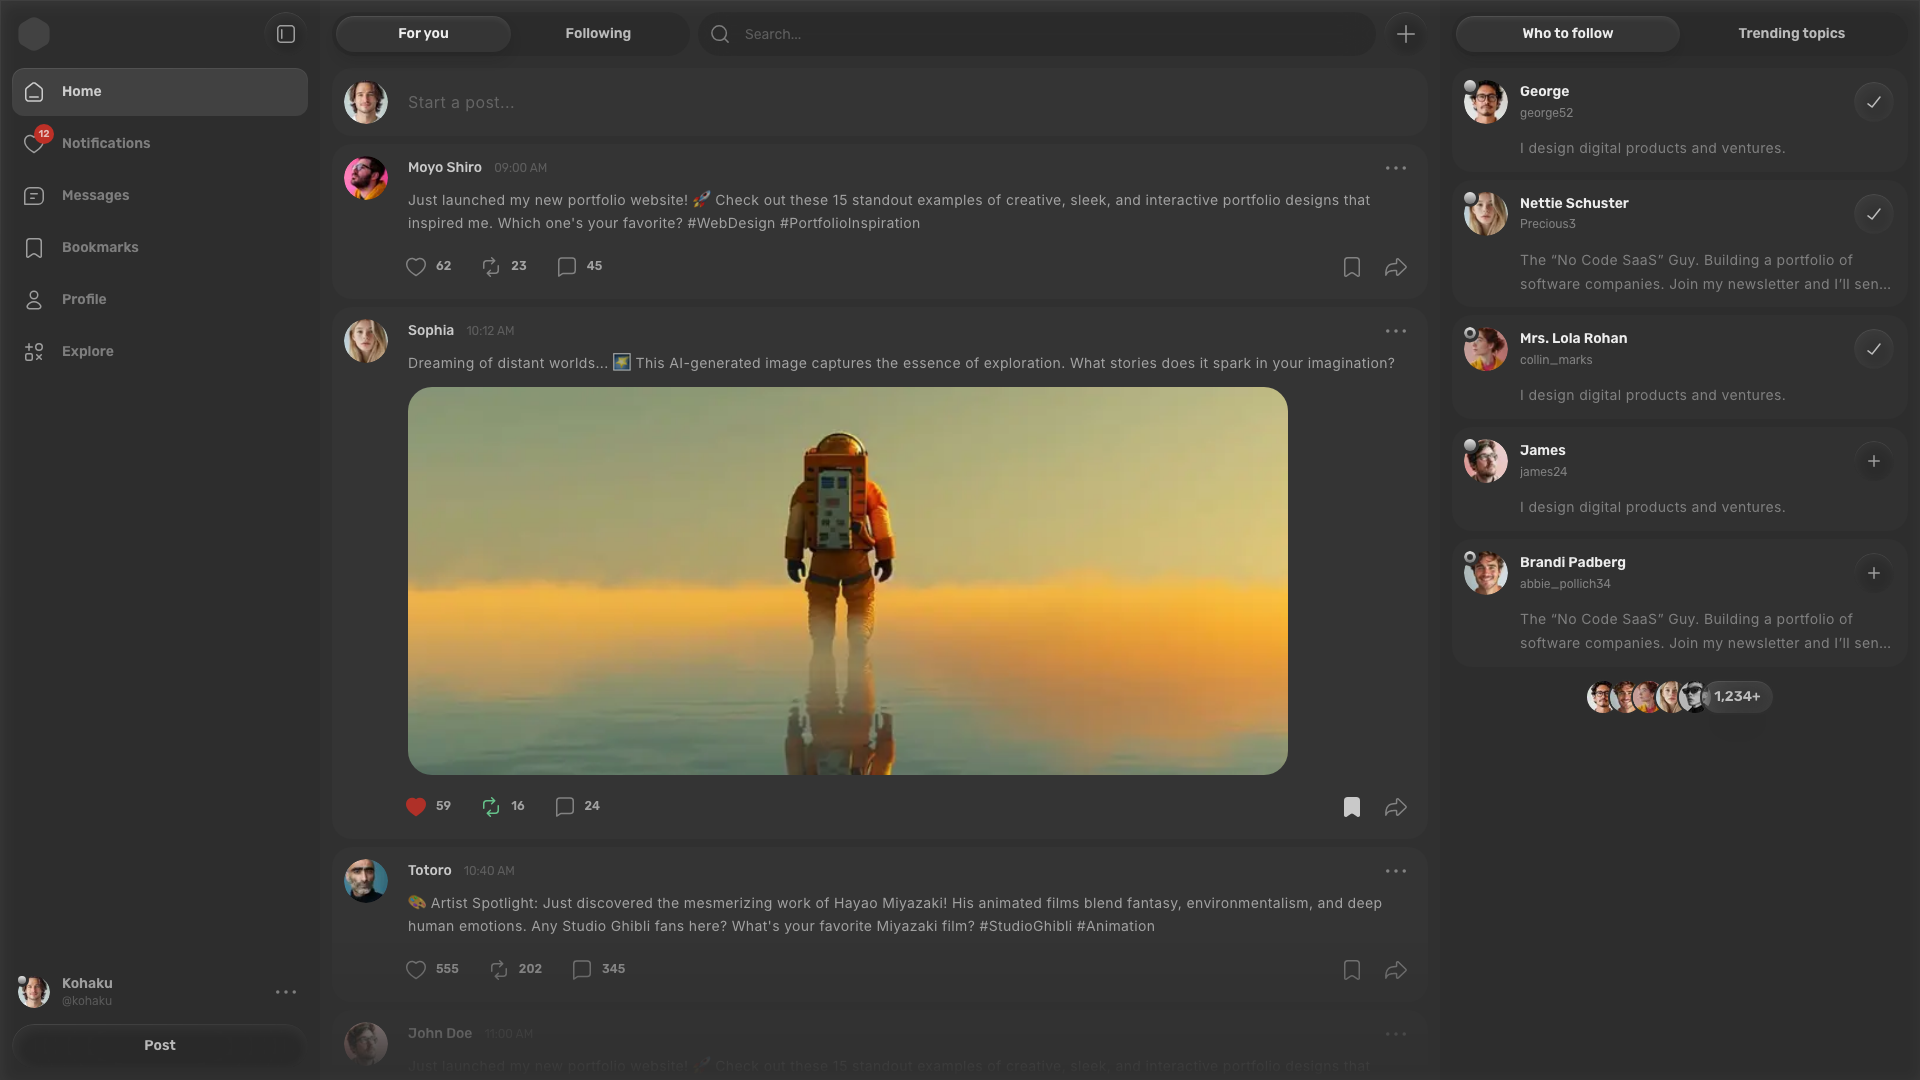 Home
12
Notifications
Messages
Bookmarks
Profile
Explore
Kohaku
@kohaku
Post
For you
Following
Search...
Start a post...
Moyo Shiro 09:00 AM
Just launched my new portfolio website! 🚀 Check out these 15 standout examples of creative, sleek, and interactive portfolio designs that
inspired me. Which one's your favorite? #WebDesign #PortfolioInspiration
62 23 45
Sophia 10:12 AM
Dreaming of distant worlds... 🌠 This AI-generated image captures the essence of exploration. What stories does it spark in your imagination?
59 16 24
Totoro 10:40 AM
🎨 Artist Spotlight: Just discovered the mesmerizing work of Hayao Miyazaki! His animated films blend fantasy, environmentalism, and deep
human emotions. Any Studio Ghibli fans here? What's your favorite Miyazaki film? #StudioGhibli #Animation
555 202 345
John Doe 11:00 AM
Just launched my new portfolio website! 🚀 Check out these 15 standout examples of creative, sleek, and interactive portfolio designs that
Who to follow
Trending topics
George
george52
I design digital products and ventures.
Nettie Schuster
Precious3
The “No Code SaaS” Guy. Building a portfolio of
software companies. Join my newsletter and I’ll sen...
Mrs. Lola Rohan
collin_marks
I design digital products and ventures.
James
james24
I design digital products and ventures.
Brandi Padberg
abbie_pollich34
The “No Code SaaS” Guy. Building a portfolio of
software companies. Join my newsletter and I’ll sen...
1,234+